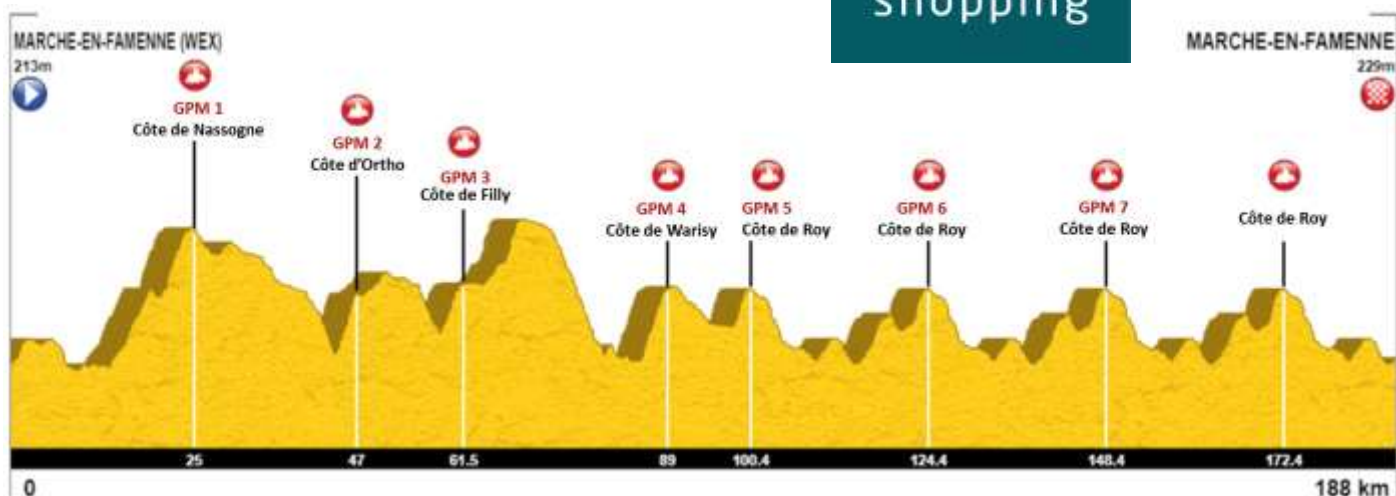 shopping
MARCHE-EN-FAMENNE (WEX)
213m
MARCHE-EN-FAMENNE
229m
GPM 1
Côte de Nassogne
GPM 2
Côte d'Ortho
GPM 3
Côte de Filly
GPM 4
Côte de Warisy
GPM 5
Côte de Roy
GPM 6
Côte de Roy
GPM 7
Côte de Roy
Côte de Roy
25
47
61.5
89
100.4
124.4
148.4
172.4
0
188 km